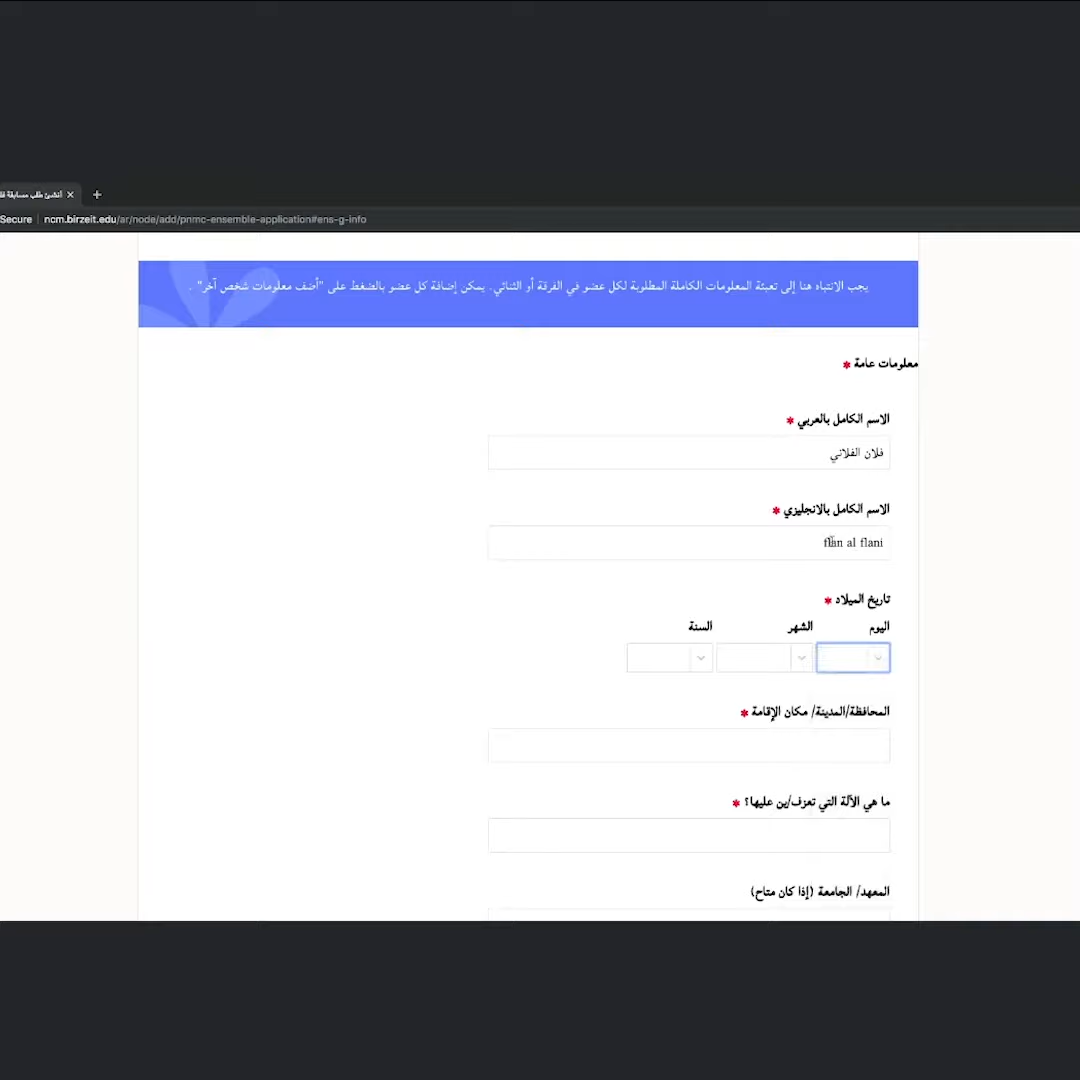 أنشئ طلب مسابقة
Secure
ncm.birzeit.edu/ar/node/add/pnmc-ensemble-application#ens-g-info
يجب الانتباه هنا إلى تعبئة المعلومات الكاملة المطلوبة لكل عضو في الفرقة أو الثنائي. يمكن إضافة كل عضو بالضغط على "أضف معلومات شخص آخر" .
معلومات عامة *
الاسم الكامل بالعربي *
فلان الفلاني
الاسم الكامل بالانجليزي *
flan al flani
تاريخ الميلاد *
اليوم الشهر السنة
المحافظة/المدينة/ مكان الإقامة *
ما هي الآلة التي تعزف/ين عليها؟ *
المعهد/ الجامعة (إذا كان متاح)